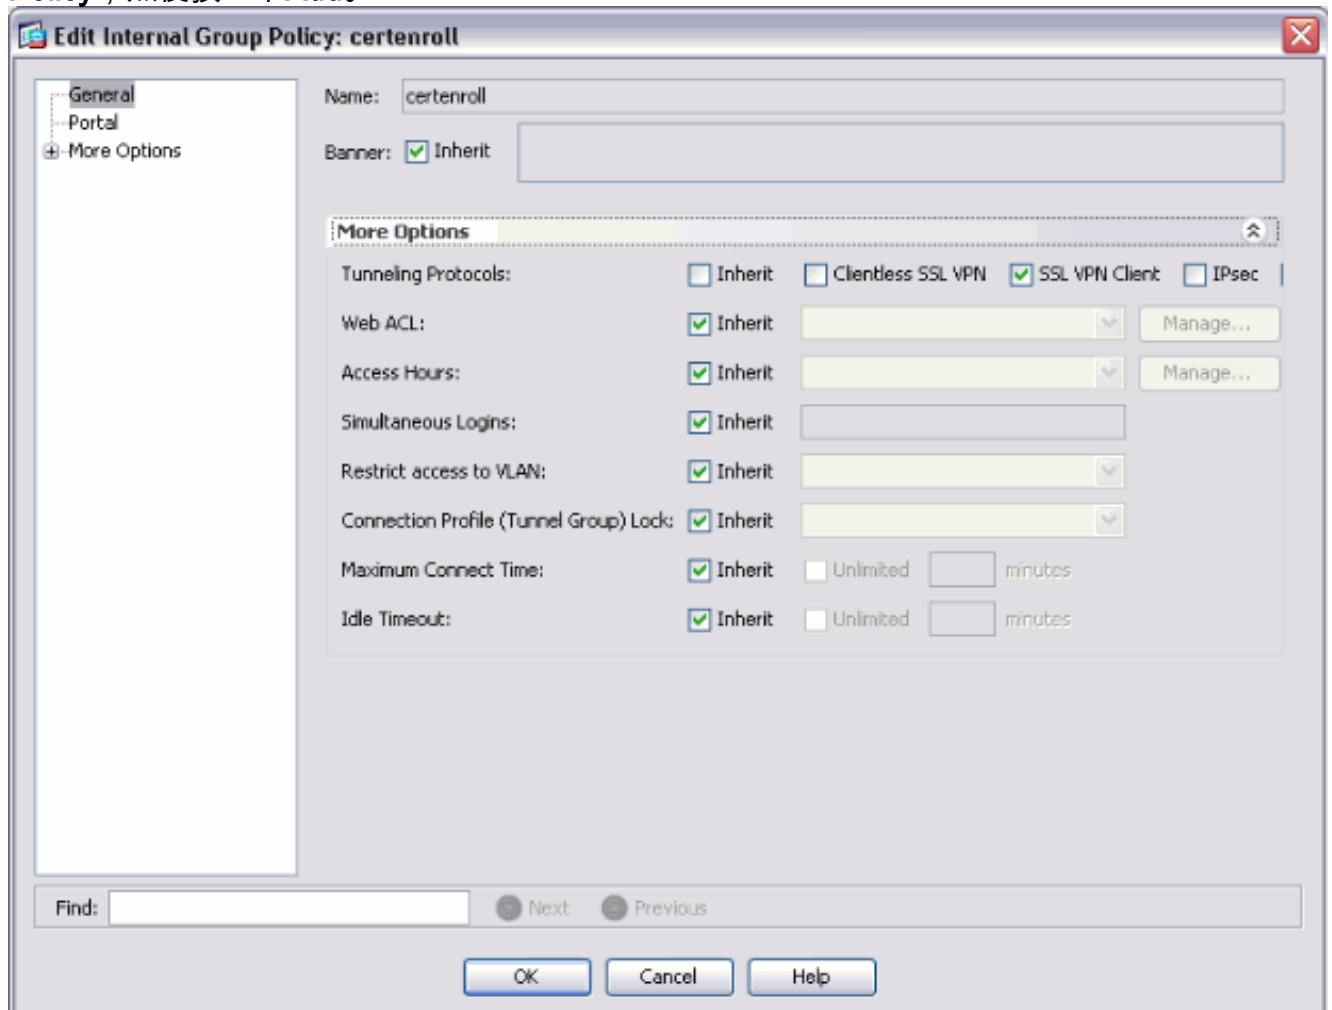 Edit Internal Group Policy: certenroll
General
Portal
More Options
Name: certenroll
Banner: Inherit
More Options
Tunneling Protocols: Inherit Clientless SSL VPN SSL VPN Client IPsec
Web ACL: Inherit Manage...
Access Hours: Inherit Manage...
Simultaneous Logins: Inherit
Restrict access to VLAN: Inherit
Connection Profile (Tunnel Group) Lock: Inherit
Maximum Connect Time: Inherit Unlimited minutes
Idle Timeout: Inherit Unlimited minutes
Find: Next Previous
OK Cancel Help